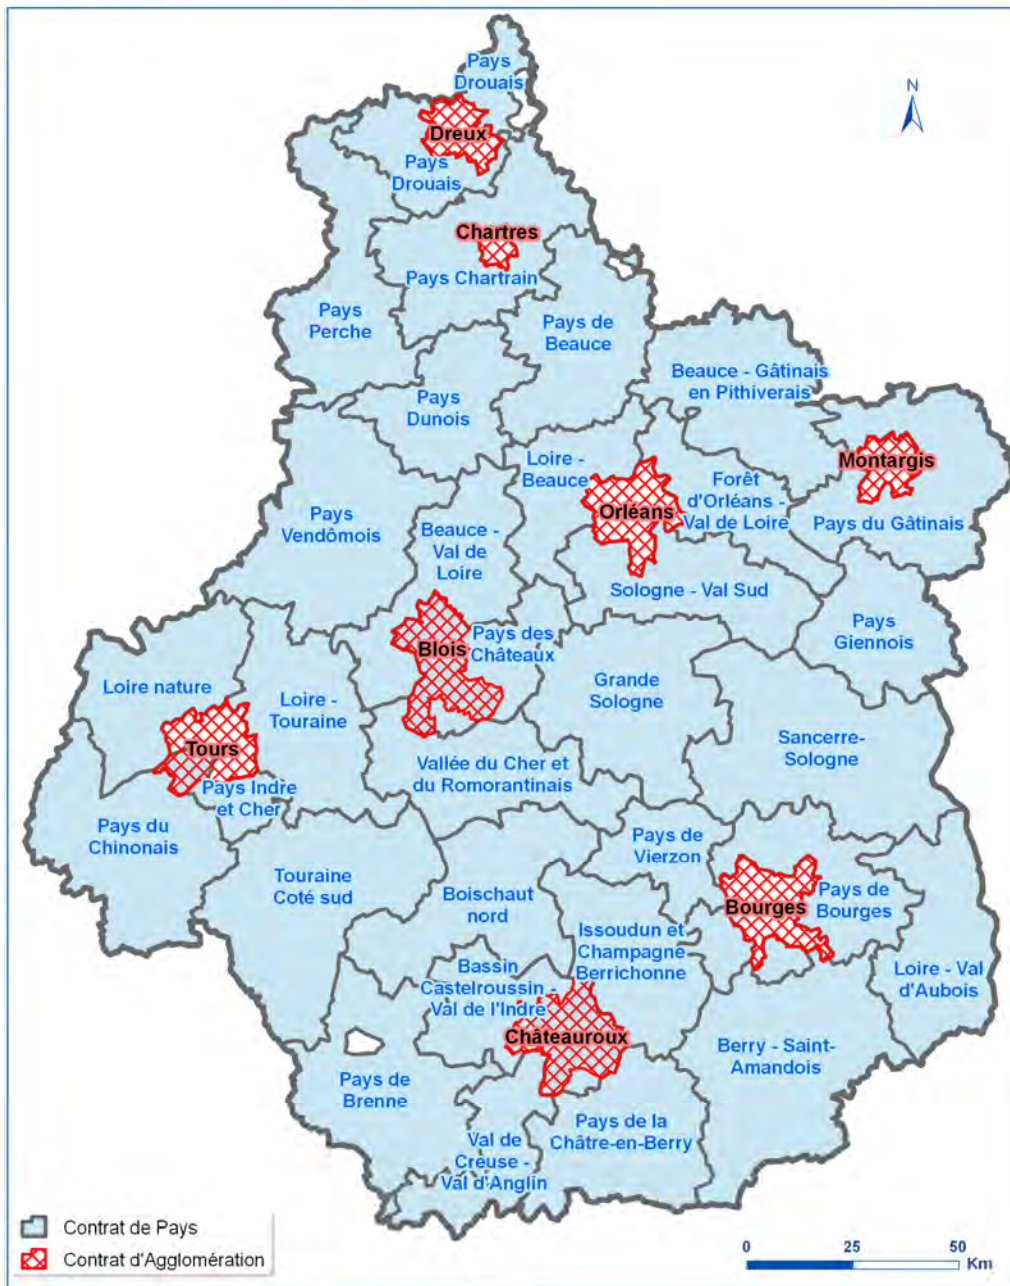 Pays
Drouais
N
Dreux
Pays
Drouais
Chartres
Pays Chartrain
Pays
Perche
Pays de
Beauce
Beauce - Gâtinais
en Pithiverais
Pays
Dunois
Loire -
Beauce
Montargis
Forêt
d'Orléans -
Val de Loire
Orléans
Pays du Gâtinais
Pays
Vendômois
Beauce -
Val de
Loire
Sologne - Val Sud
Pays
Giennois
Pays des
Châteaux
Blois
Loire nature
Loire -
Touraine
Grande
Sologne
Sancerre-
Sologne
Tours
Vallée du Cher et
du Romorantinais
Pays Indre
et Cher
Pays du
Chinonais
Pays de
Vierzon
Touraine
Coté sud
Boischaut
nord
Pays de
Bourges
Bourges
Issoudun et
Champagne
Berrichonne
Bassin
Castelroussin -
Val de l'Indre
Loire - Val
d'Aubois
Châteauroux
Berry - Saint-
Amandois
Pays de
Brenne
Pays de la
Châtre-en-Berry
Val de
Creuse -
Val d'Anglin
Contrat de Pays
Contrat d'Agglomération
0 25 50
Km